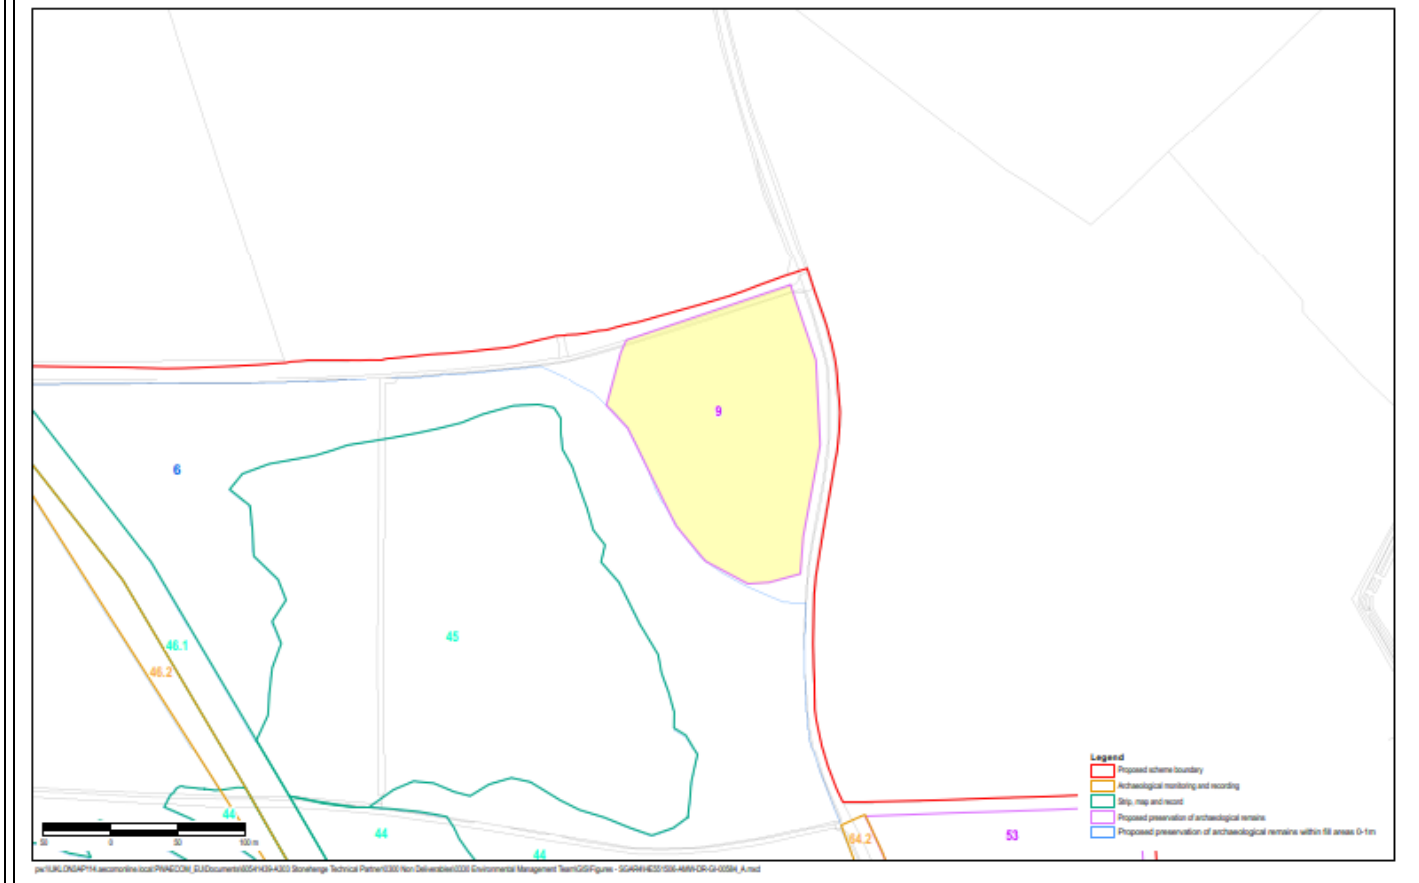 9
6
46.1
46.2
45
Legend
Proposed scheme boundary
Archaeological monitoring and recording
Strip, map and record
Proposed preservation of archaeological remains
Proposed preservation of archaeological remains within fill areas 0-1m
44
44
44
64.2
53
50 0 50 100 m